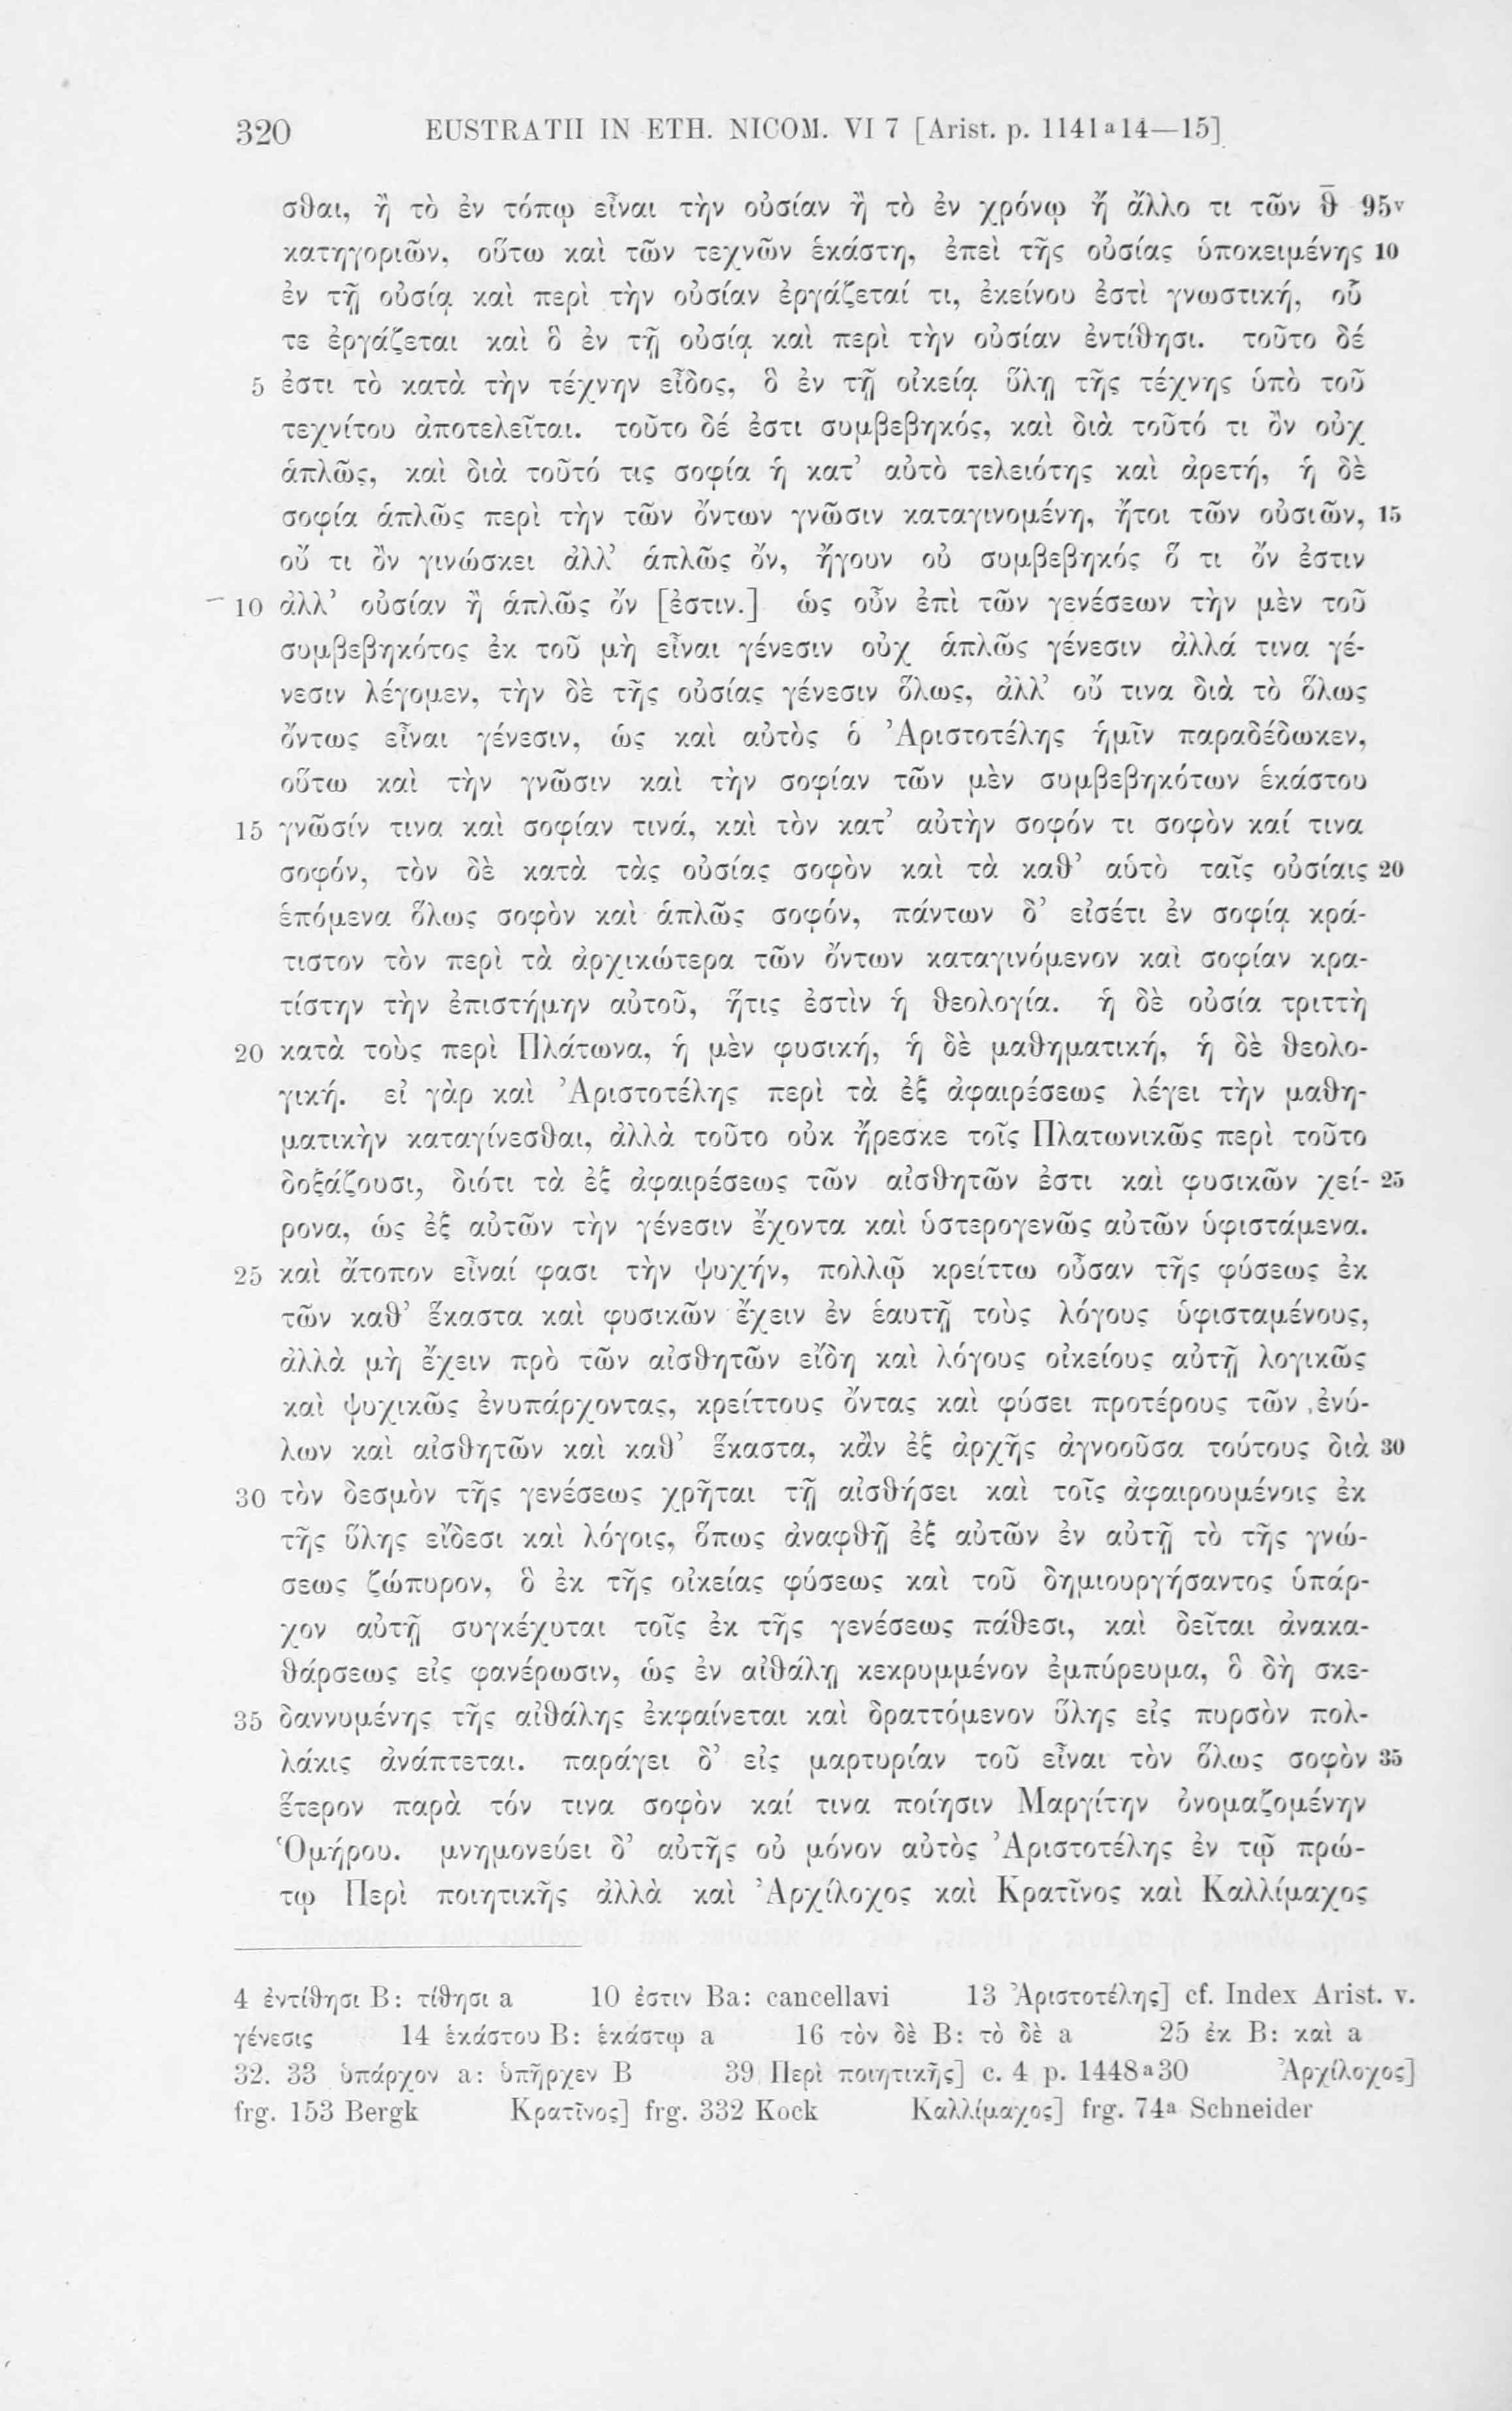 320 EUSTRATII IN ETH. NICOM. VI 7 [Arist. p. 1141ᵃ14—15]
σθαι, ἢ τὸ ἐν τόπῳ εἶναι τὴν οὐσίαν ἢ τὸ ἐν χρόνῳ ἤ ἄλλο τι τῶν θ̄ 95ᵛ
κατηγοριῶν, οὕτω καὶ τῶν τεχνῶν ἑκάστη, ἐπεὶ τῆς οὐσίας ὑποκειμένης 10
ἐν τῇ οὐσίᾳ καὶ περὶ τὴν οὐσίαν ἐργάζεταί τι, ἐκείνου ἐστὶ γνωστική, οὗ
τε ἐργάζεται καὶ ὃ ἐν τῇ οὐσίᾳ καὶ περὶ τὴν οὐσίαν ἐντίθησι. τοῦτο δέ
5 ἐστι τὸ κατὰ τὴν τέχνην εἶδος, ὃ ἐν τῇ οἰκείᾳ ὕλῃ τῆς τέχνης ὑπὸ τοῦ
τεχνίτου ἀποτελεῖται. τοῦτο δέ ἐστι συμβεβηκός, καὶ διὰ τοῦτό τι ὂν οὐχ
ἁπλῶς, καὶ διὰ τοῦτό τις σοφία ἡ κατ’ αὐτὸ τελειότης καὶ ἀρετή, ἡ δὲ
σοφία ἁπλῶς περὶ τὴν τῶν ὄντων γνῶσιν καταγινομένη, ἤτοι τῶν οὐσιῶν, 15
οὔ τι ὂν γινώσκει ἀλλ’ ἁπλῶς ὄν, ἤγουν οὐ συμβεβηκός ὅ τι ὄν ἐστιν
10 ἀλλ’ οὐσίαν ἢ ἁπλῶς ὄν [ἐστιν.] ὡς οὖν ἐπὶ τῶν γενέσεων τὴν μὲν τοῦ
συμβεβηκότος ἐκ τοῦ μὴ εἶναι γένεσιν οὐχ ἁπλῶς γένεσιν ἀλλά τινα γέ-
νεσιν λέγομεν, τὴν δὲ τῆς οὐσίας γένεσιν ὅλως, ἀλλ’ οὔ τινα διὰ τὸ ὅλως
ὄντως εἶναι γένεσιν, ὡς καὶ αὐτὸς ὁ Ἀριστοτέλης ἡμῖν παραδέδωκεν,
οὕτω καὶ τὴν γνῶσιν καὶ τὴν σοφίαν τῶν μὲν συμβεβηκότων ἑκάστου
15 γνῶσίν τινα καὶ σοφίαν τινά, καὶ τὸν κατ’ αὐτὴν σοφόν τι σοφὸν καί τινα
σοφόν, τὸν δὲ κατὰ τὰς οὐσίας σοφὸν καὶ τὰ καθ’ αὑτὸ ταῖς οὐσίαις 20
ἑπόμενα ὅλως σοφὸν καὶ ἁπλῶς σοφόν, πάντων δ’ εἰσέτι ἐν σοφίᾳ κρά-
τιστον τὸν περὶ τὰ ἀρχικώτερα τῶν ὄντων καταγινόμενον καὶ σοφίαν κρα-
τίστην τὴν ἐπιστήμην αὐτοῦ, ἥτις ἐστὶν ἡ θεολογία. ἡ δὲ οὐσία τριττὴ
20 κατὰ τοὺς περὶ Πλάτωνα, ἡ μὲν φυσική, ἡ δὲ μαθηματική, ἡ δὲ θεολο-
γική. εἰ γὰρ καὶ Ἀριστοτέλης περὶ τὰ ἐξ ἀφαιρέσεως λέγει τὴν μαθη-
ματικὴν καταγίνεσθαι, ἀλλὰ τοῦτο οὐκ ἤρεσκε τοῖς Πλατωνικῶς περὶ τοῦτο
δοξάζουσι, διότι τὰ ἐξ ἀφαιρέσεως τῶν αἰσθητῶν ἐστι καὶ φυσικῶν χεί- 25
ρονα, ὡς ἐξ αὐτῶν τὴν γένεσιν ἔχοντα καὶ ὑστερογενῶς αὐτῶν ὑφιστάμενα.
25 καὶ ἄτοπον εἶναί φασι τὴν ψυχήν, πολλῷ κρείττω οὖσαν τῆς φύσεως ἐκ
τῶν καθ’ ἕκαστα καὶ φυσικῶν ἔχειν ἐν ἑαυτῇ τοὺς λόγους ὑφισταμένους,
ἀλλὰ μὴ ἔχειν πρὸ τῶν αἰσθητῶν εἴδη καὶ λόγους οἰκείους αὐτῇ λογικῶς
καὶ ψυχικῶς ἐνυπάρχοντας, κρείττους ὄντας καὶ φύσει προτέρους τῶν ἐνύ-
λων καὶ αἰσθητῶν καὶ καθ’ ἕκαστα, κἂν ἐξ ἀρχῆς ἀγνοοῦσα τούτους διὰ 30
30 τὸν δεσμὸν τῆς γενέσεως χρῆται τῇ αἰσθήσει καὶ τοῖς ἀφαιρουμένοις ἐκ
τῆς ὕλης εἴδεσι καὶ λόγοις, ὅπως ἀναφθῇ ἐξ αὐτῶν ἐν αὐτῇ τὸ τῆς γνώ-
σεως ζώπυρον, ὃ ἐκ τῆς οἰκείας φύσεως καὶ τοῦ δημιουργήσαντος ὑπάρ-
χον αὐτῇ συγκέχυται τοῖς ἐκ τῆς γενέσεως πάθεσι, καὶ δεῖται ἀνακα-
θάρσεως εἰς φανέρωσιν, ὡς ἐν αἰθάλῃ κεκρυμμένον ἐμπύρευμα, ὃ δὴ σκε-
35 δαννυμένης τῆς αἰθάλης ἐκφαίνεται καὶ δραττόμενον ὕλης εἰς πυρσὸν πολ-
λάκις ἀνάπτεται. παράγει δ’ εἰς μαρτυρίαν τοῦ εἶναι τὸν ὅλως σοφὸν 35
ἕτερον παρὰ τόν τινα σοφὸν καί τινα ποίησιν Μαργίτην ὀνομαζομένην
Ὁμήρου. μνημονεύει δ’ αὐτῆς οὐ μόνον αὐτὸς Ἀριστοτέλης ἐν τῷ πρώ-
τῳ Περὶ ποιητικῆς ἀλλὰ καὶ Ἀρχίλοχος καὶ Κρατῖνος καὶ Καλλίμαχος
4 ἐντίθησι B: τίθησι a 10 ἐστιν Ba: cancellavi 13 Ἀριστοτέλης] cf. Index Arist. v.
γένεσις 14 ἑκάστου B: ἑκάστῳ a 16 τὸν δὲ B: τὸ δὲ a 25 ἐκ B: καὶ a
32. 33 ὑπάρχον a: ὑπῆρχεν B 39 Περὶ ποιητικῆς] c. 4 p. 1448ᵃ30 Ἀρχίλοχος]
frg. 153 Bergk Κρατῖνος] frg. 332 Kock Καλλίμαχος] frg. 74ᵃ Schneider